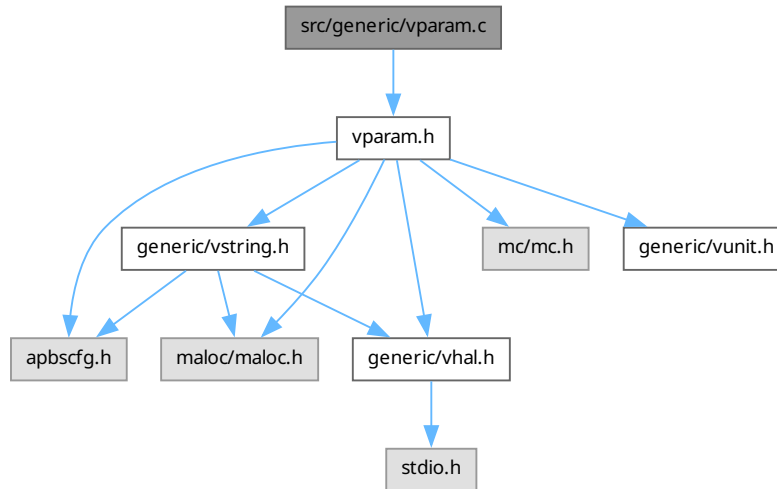 src/generic/vparam.c
vparam.h
generic/vstring.h
mc/mc.h
generic/vunit.h
apbscfg.h
maloc/maloc.h
generic/vhal.h
stdio.h